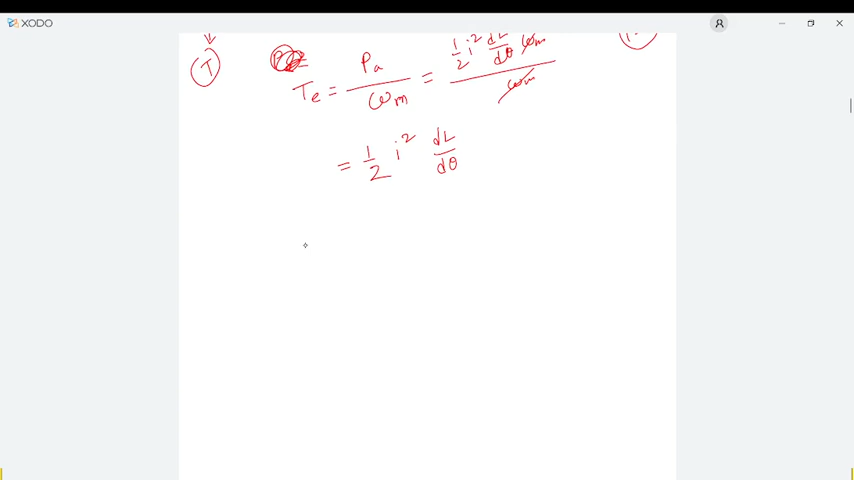 XODO
T
Te = Pa / ωm = 1/2 i² dL/dθ ωm / ωm
= 1/2 i² dL/dθ